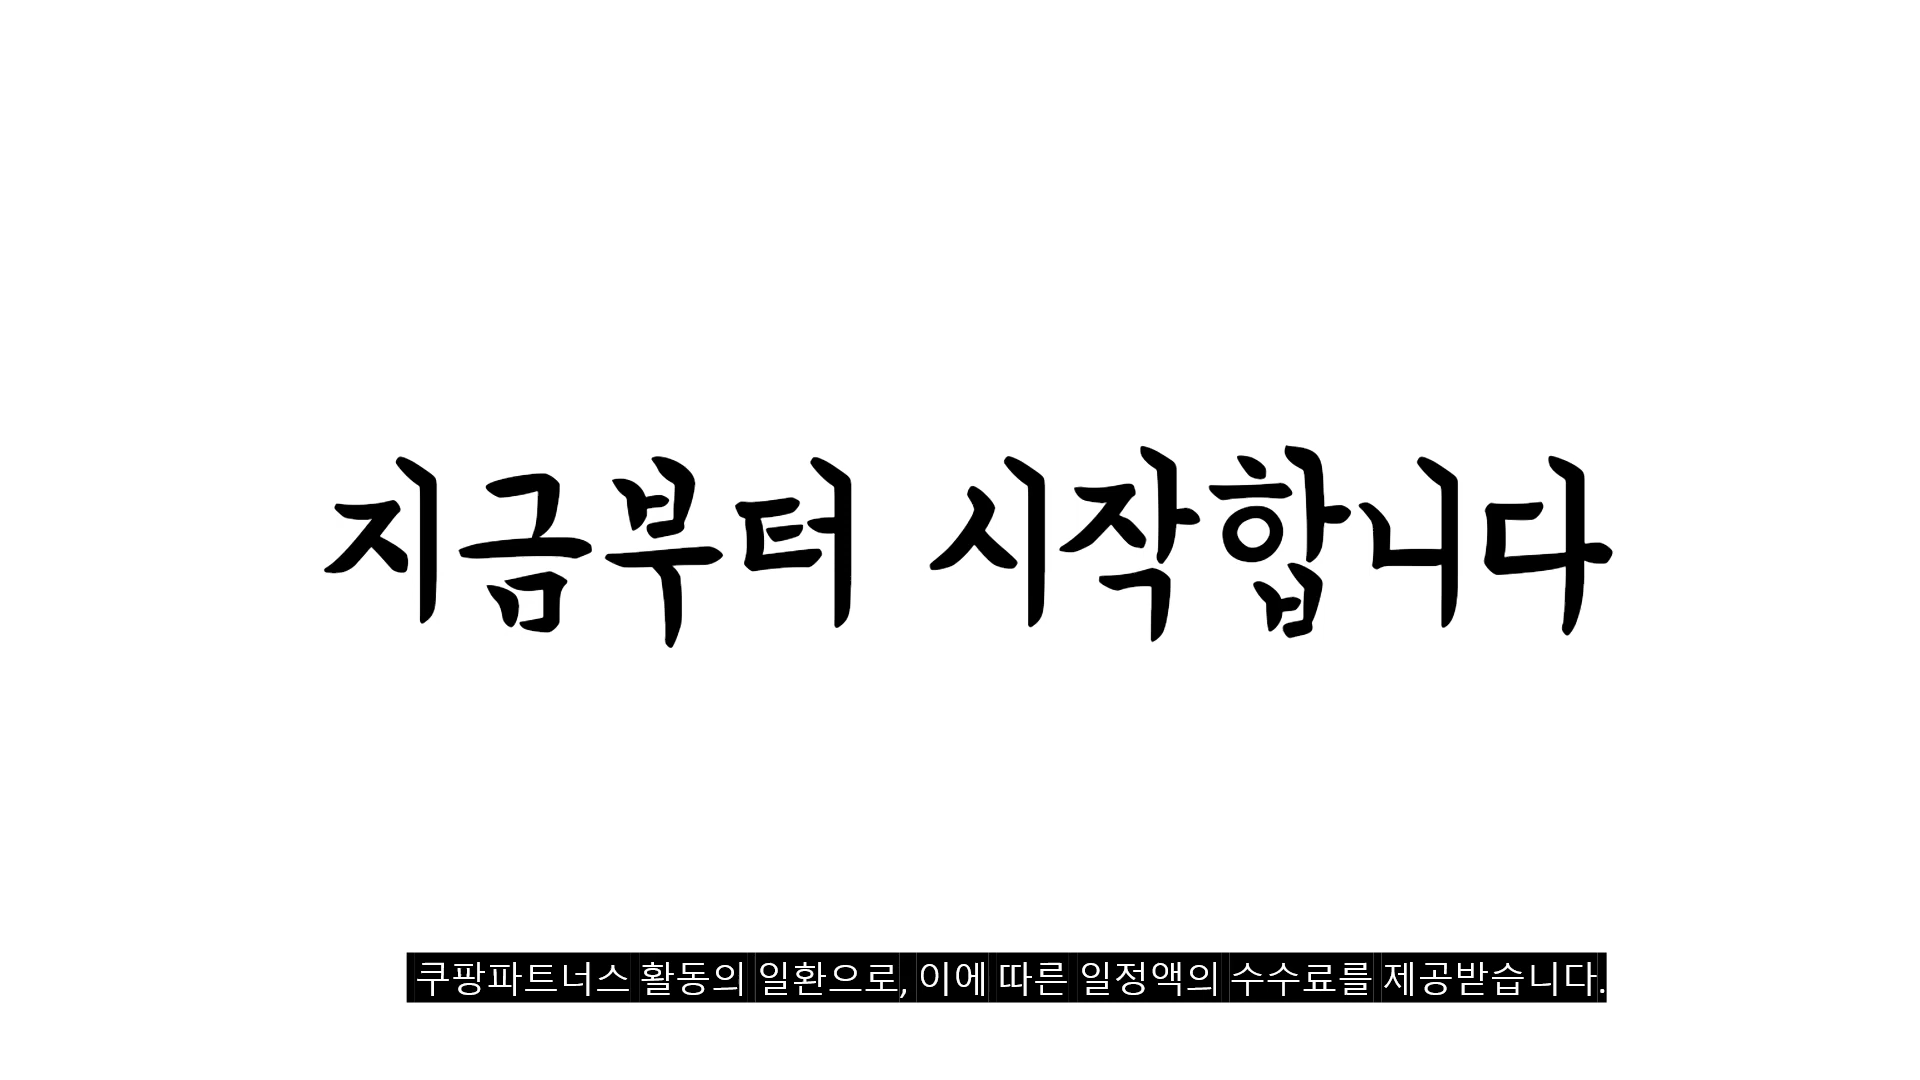 지금부터 시작합니다
쿠팡파트너스 활동의 일환으로, 이에 따른 일정액의 수수료를 제공받습니다.